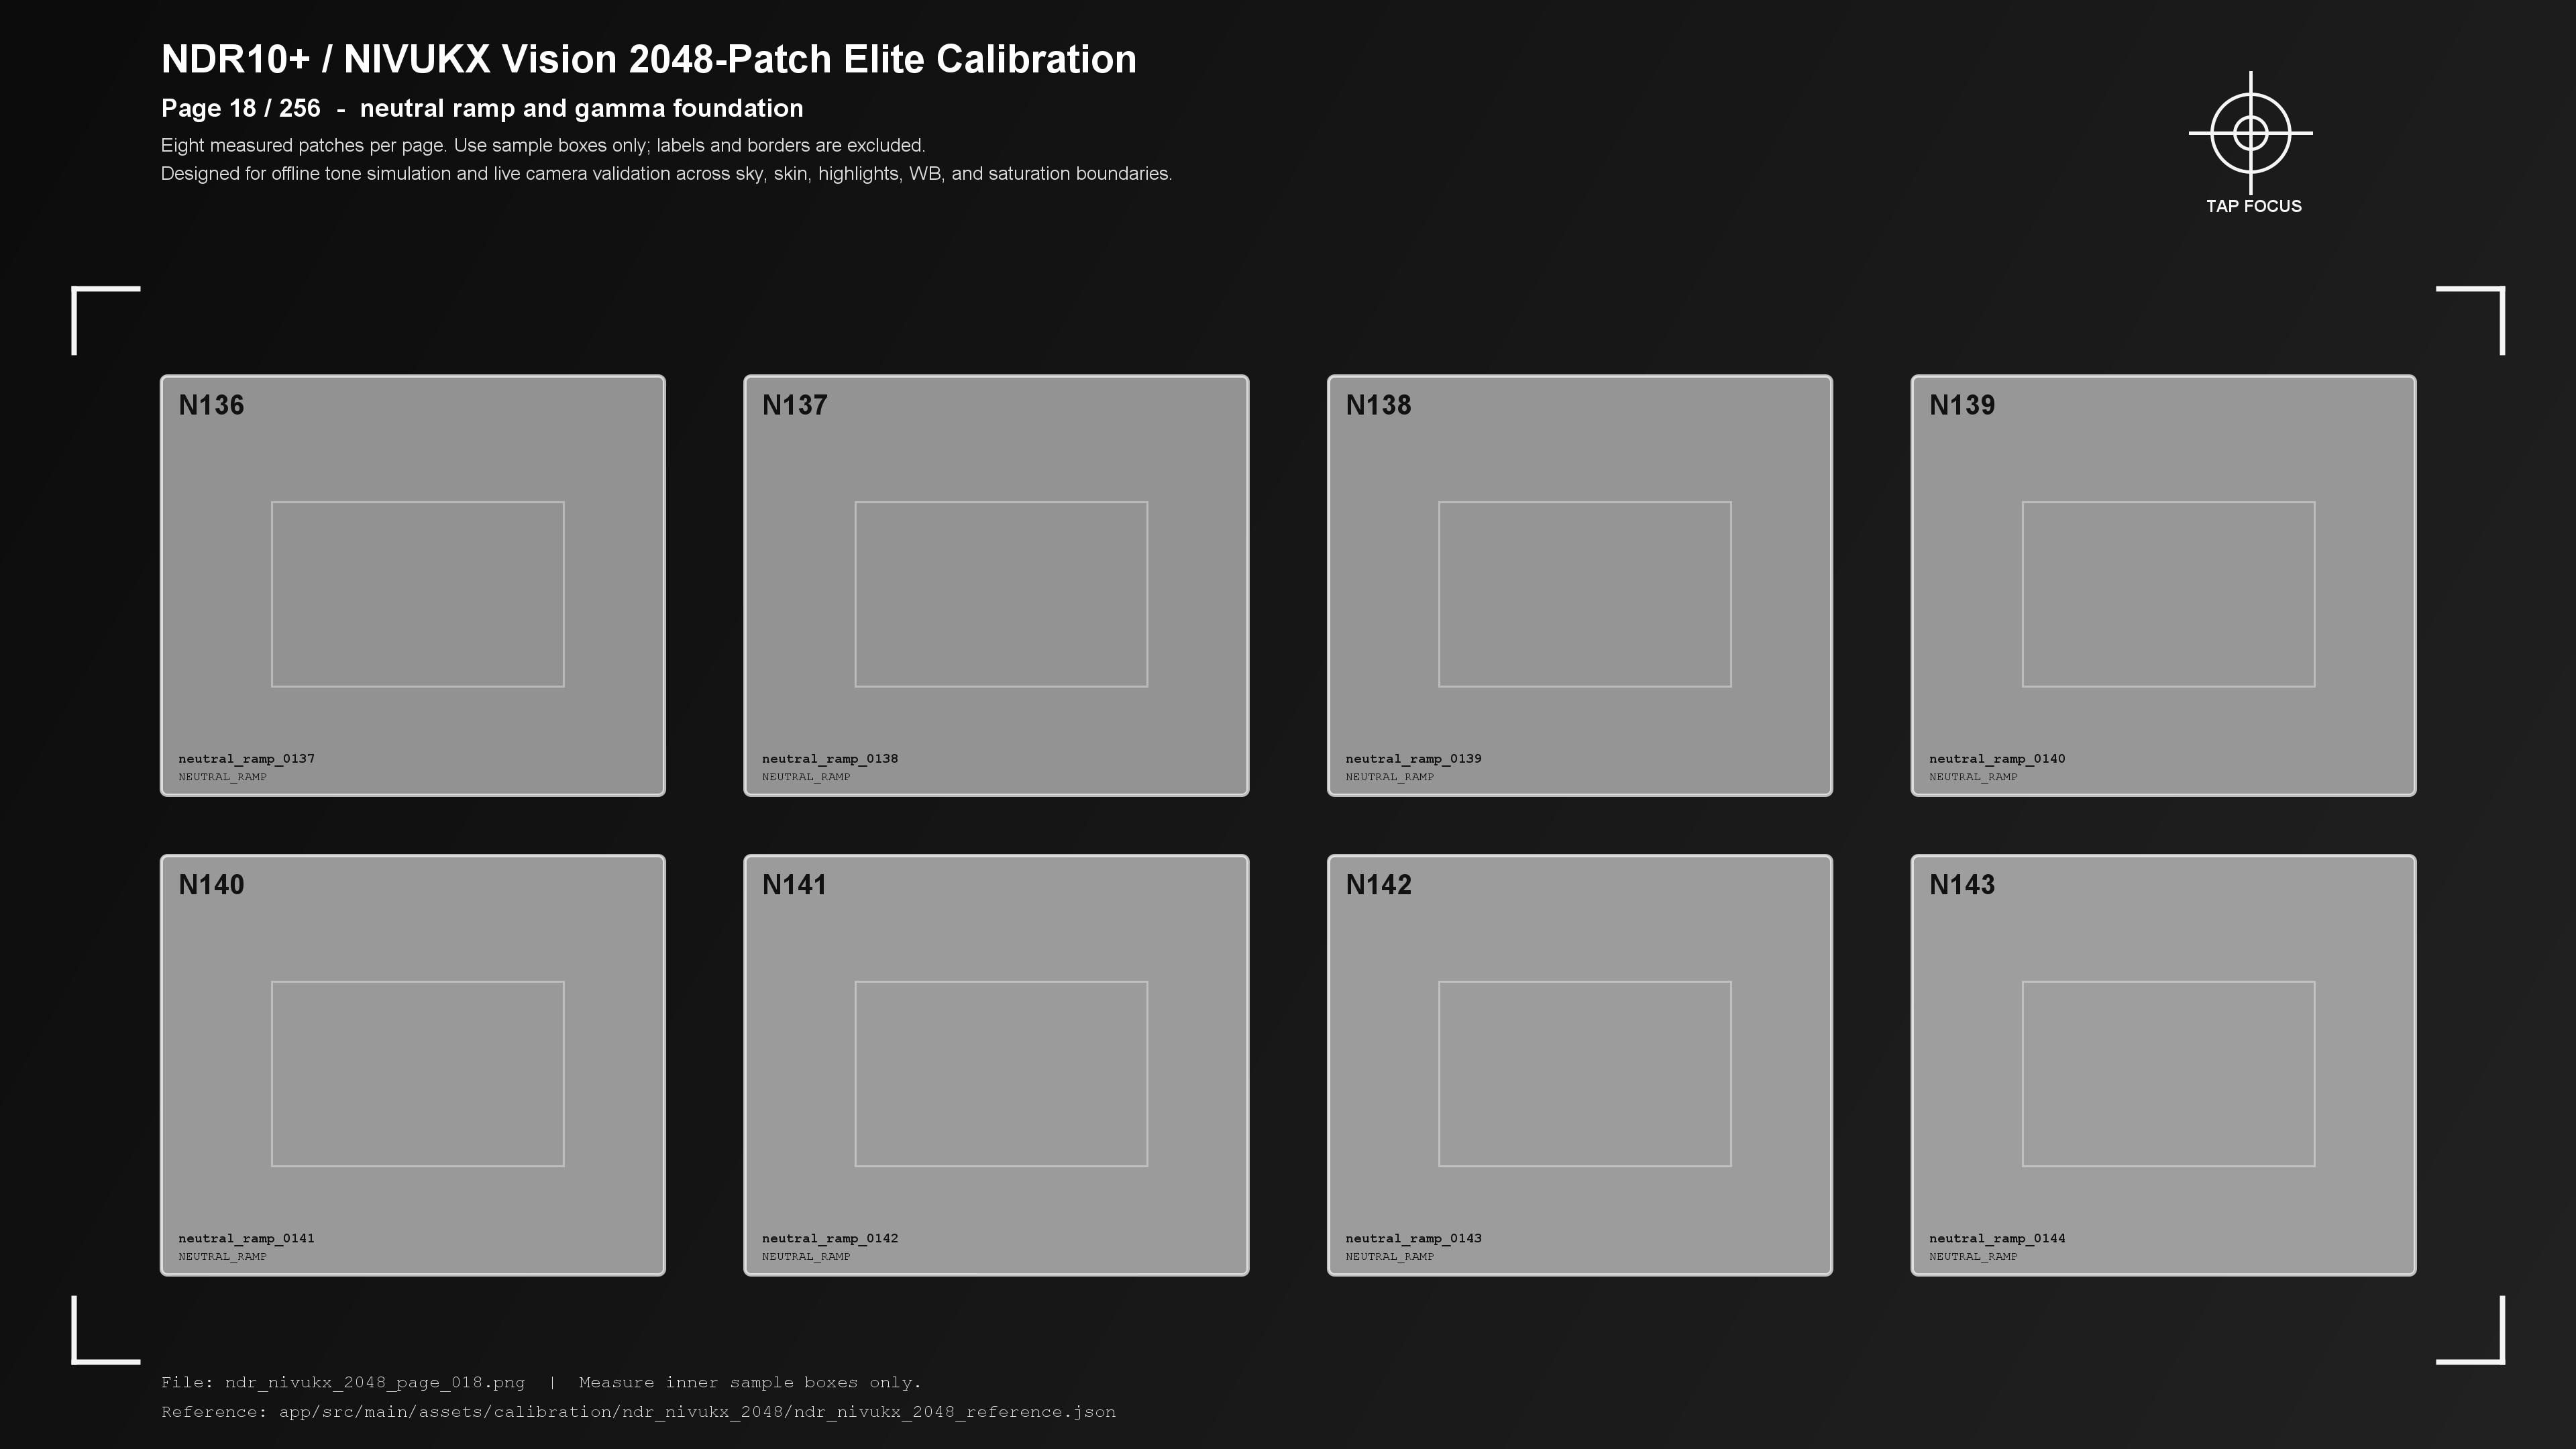 NDR10+ / NIVUKX Vision 2048-Patch Elite Calibration
Page 18 / 256 - neutral ramp and gamma foundation
Eight measured patches per page. Use sample boxes only; labels and borders are excluded.
Designed for offline tone simulation and live camera validation across sky, skin, highlights, WB, and saturation boundaries.
TAP FOCUS
N136
neutral_ramp_0137
NEUTRAL_RAMP
N137
neutral_ramp_0138
NEUTRAL_RAMP
N138
neutral_ramp_0139
NEUTRAL_RAMP
N139
neutral_ramp_0140
NEUTRAL_RAMP
N140
neutral_ramp_0141
NEUTRAL_RAMP
N141
neutral_ramp_0142
NEUTRAL_RAMP
N142
neutral_ramp_0143
NEUTRAL_RAMP
N143
neutral_ramp_0144
NEUTRAL_RAMP
File: ndr_nivukx_2048_page_018.png | Measure inner sample boxes only.
Reference: app/src/main/assets/calibration/ndr_nivukx_2048/ndr_nivukx_2048_reference.json